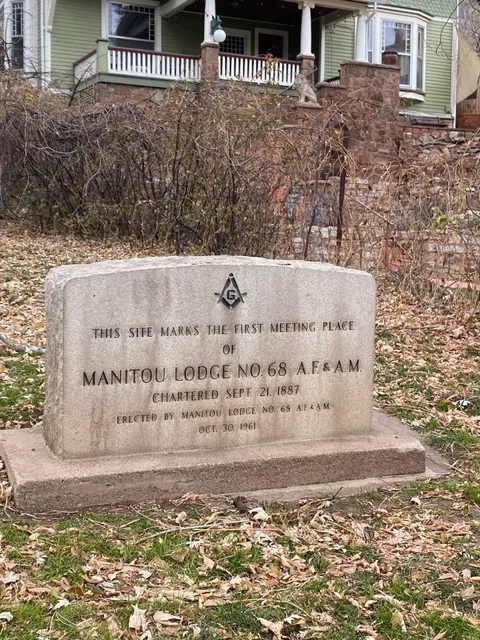 G
THIS SITE MARKS THE FIRST MEETING PLACE
OF
MANITOU LODGE NO. 68 A.F. & A.M.
CHARTERED SEPT. 21, 1887
ERECTED BY MANITOU LODGE NO. 68 A.F. & A.M.
OCT. 30, 1961